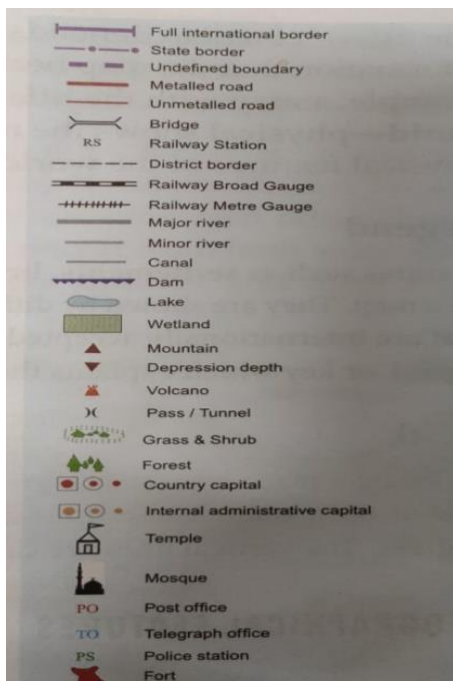 Full international border
State border
Undefined boundary
Metalled road
Unmetalled road
Bridge
RS Railway Station
District border
Railway Broad Gauge
Railway Metre Gauge
Major river
Minor river
Canal
Dam
Lake
Wetland
Mountain
Depression depth
Volcano
Pass / Tunnel
Grass & Shrub
Forest
Country capital
Internal administrative capital
Temple
Mosque
PO Post office
TO Telegraph office
PS Police station
Fort